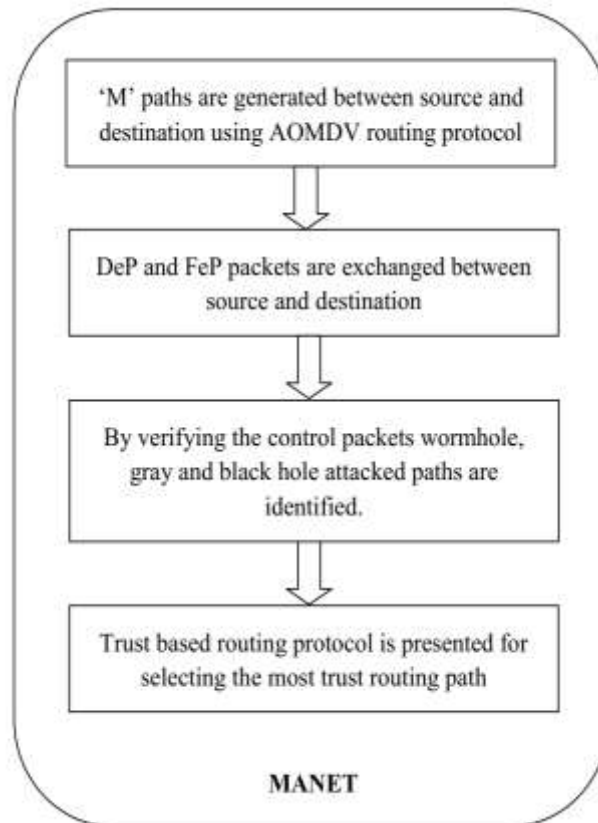 ‘M’ paths are generated between source and
destination using AOMDV routing protocol
DeP and FeP packets are exchanged between
source and destination
By verifying the control packets wormhole,
gray and black hole attacked paths are
identified.
Trust based routing protocol is presented for
selecting the most trust routing path
MANET